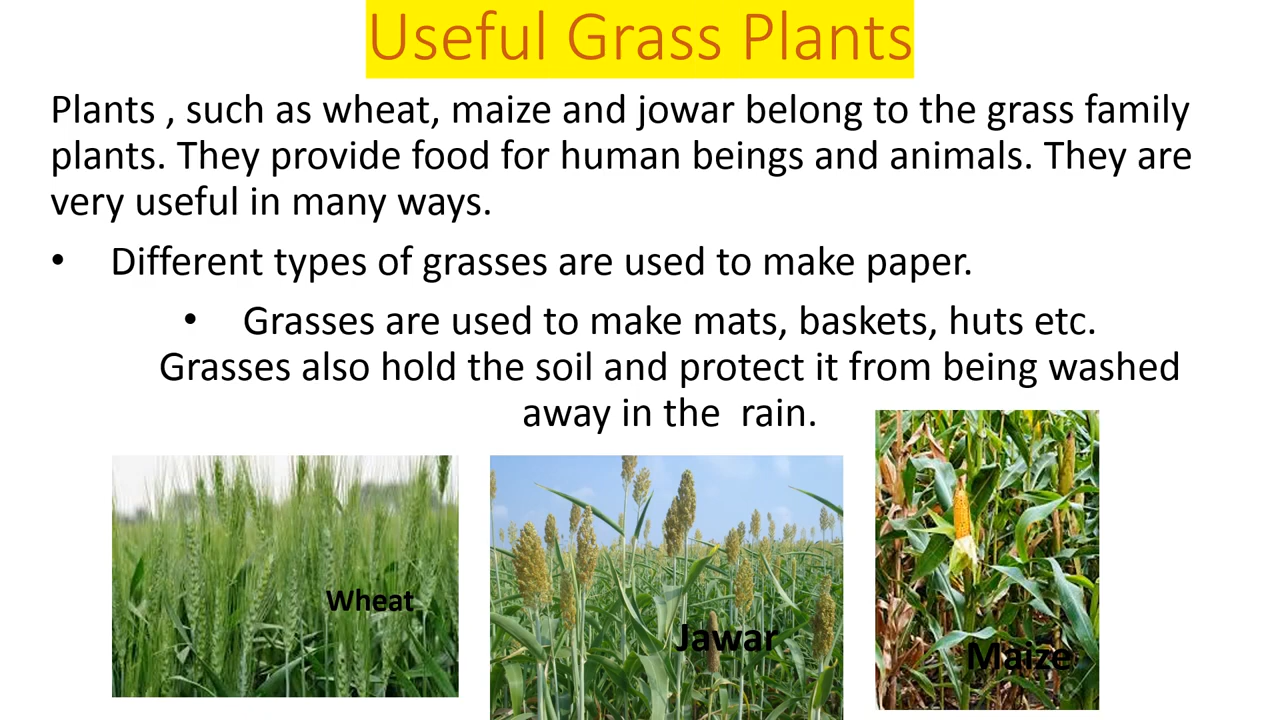 Useful Grass Plants
Plants , such as wheat, maize and jowar belong to the grass family
plants. They provide food for human beings and animals. They are
very useful in many ways.
• Different types of grasses are used to make paper.
• Grasses are used to make mats, baskets, huts etc.
Grasses also hold the soil and protect it from being washed
away in the  rain.
Wheat
Jawar
Maize